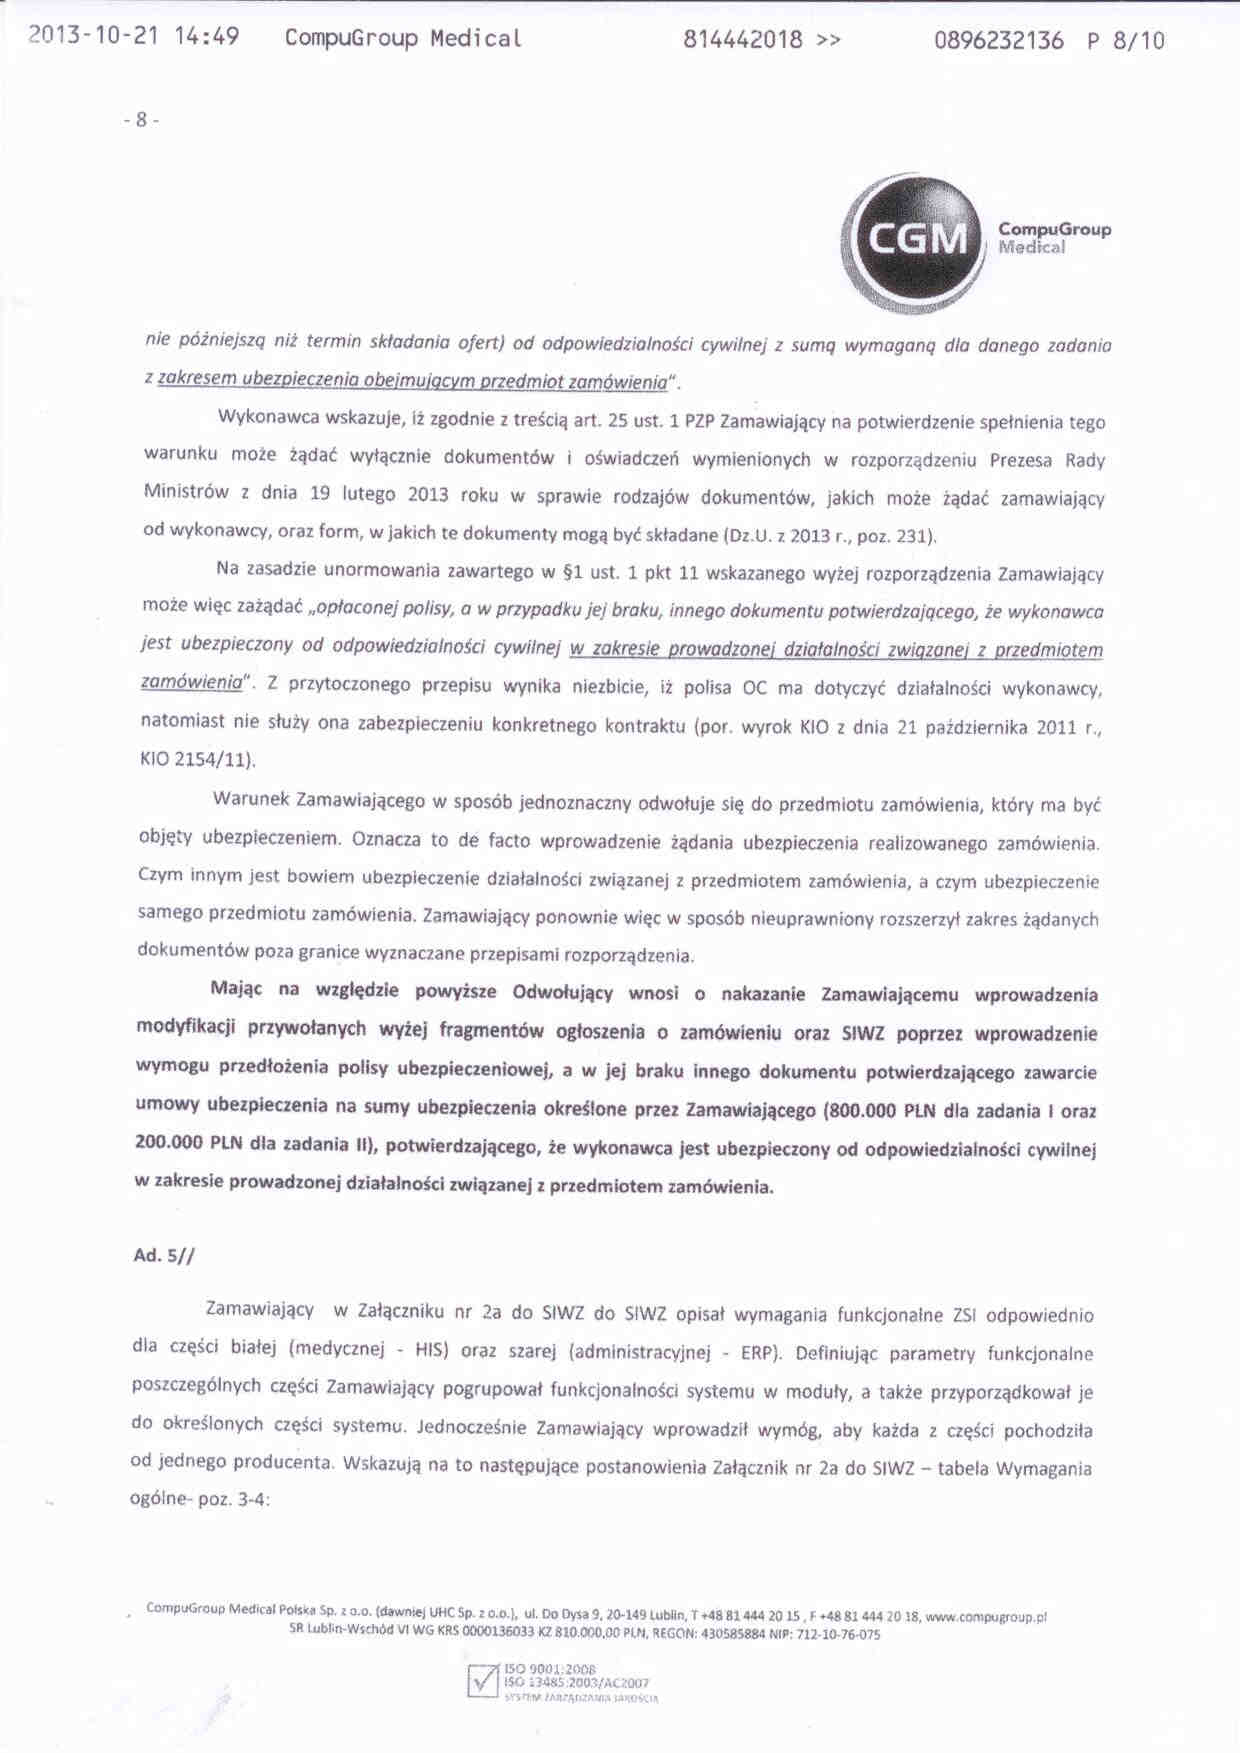 2013-10-21 14:49 CompuGroup Medical 814442018 >> 0896232136 P 8/10
- 8 -
CGM CompuGroup
Medical
nie późniejszą niż termin składania ofert) od odpowiedzialności cywilnej z sumą wymaganą dla danego zadania
z zakresem ubezpieczenia obejmującym przedmiot zamówienia".
Wykonawca wskazuje, iż zgodnie z treścią art. 25 ust. 1 PZP Zamawiający na potwierdzenie spełnienia tego
warunku może żądać wyłącznie dokumentów i oświadczeń wymienionych w rozporządzeniu Prezesa Rady
Ministrów z dnia 19 lutego 2013 roku w sprawie rodzajów dokumentów, jakich może żądać zamawiający
od wykonawcy, oraz form, w jakich te dokumenty mogą być składane (Dz.U. z 2013 r., poz. 231).
Na zasadzie unormowania zawartego w §1 ust. 1 pkt 11 wskazanego wyżej rozporządzenia Zamawiający
może więc zażądać „opłaconej polisy, a w przypadku jej braku, innego dokumentu potwierdzającego, że wykonawca
jest ubezpieczony od odpowiedzialności cywilnej w zakresie prowadzonej działalności związanej z przedmiotem
zamówienia". Z przytoczonego przepisu wynika niezbicie, iż polisa OC ma dotyczyć działalności wykonawcy,
natomiast nie służy ona zabezpieczeniu konkretnego kontraktu (por. wyrok KIO z dnia 21 października 2011 r.,
KIO 2154/11).
Warunek Zamawiającego w sposób jednoznaczny odwołuje się do przedmiotu zamówienia, który ma być
objęty ubezpieczeniem. Oznacza to de facto wprowadzenie żądania ubezpieczenia realizowanego zamówienia.
Czym innym jest bowiem ubezpieczenie działalności związanej z przedmiotem zamówienia, a czym ubezpieczenie
samego przedmiotu zamówienia. Zamawiający ponownie więc w sposób nieuprawniony rozszerzył zakres żądanych
dokumentów poza granice wyznaczane przepisami rozporządzenia.
Mając na względzie powyższe Odwołujący wnosi o nakazanie Zamawiającemu wprowadzenia
modyfikacji przywołanych wyżej fragmentów ogłoszenia o zamówieniu oraz SIWZ poprzez wprowadzenie
wymogu przedłożenia polisy ubezpieczeniowej, a w jej braku innego dokumentu potwierdzającego zawarcie
umowy ubezpieczenia na sumy ubezpieczenia określone przez Zamawiającego (800.000 PLN dla zadania I oraz
200.000 PLN dla zadania II), potwierdzającego, że wykonawca jest ubezpieczony od odpowiedzialności cywilnej
w zakresie prowadzonej działalności związanej z przedmiotem zamówienia.
Ad. 5//
Zamawiający w Załączniku nr 2a do SIWZ do SIWZ opisał wymagania funkcjonalne ZSI odpowiednio
dla części białej (medycznej - HIS) oraz szarej (administracyjnej - ERP). Definiując parametry funkcjonalne
poszczególnych części Zamawiający pogrupował funkcjonalności systemu w moduły, a także przyporządkował je
do określonych części systemu. Jednocześnie Zamawiający wprowadził wymóg, aby każda z części pochodziła
od jednego producenta. Wskazują na to następujące postanowienia Załącznik nr 2a do SIWZ – tabela Wymagania
ogólne- poz. 3-4:
CompuGroup Medical Polska Sp. z o.o. (dawniej UHC Sp. z o.o.), ul. Do Dysa 9, 20-149 Lublin, T +48 81 444 20 15 , F +48 81 444 20 18, www.compugroup.pl
SR Lublin-Wschód VI WG KRS 0000136033 KZ 810.000,00 PLN, REGON: 430585884 NIP: 712-10-76-075
ISO 9001:2008
ISO 13485:2003/AC2007
SYSTEM ZARZĄDZANIA JAKOŚCIĄ